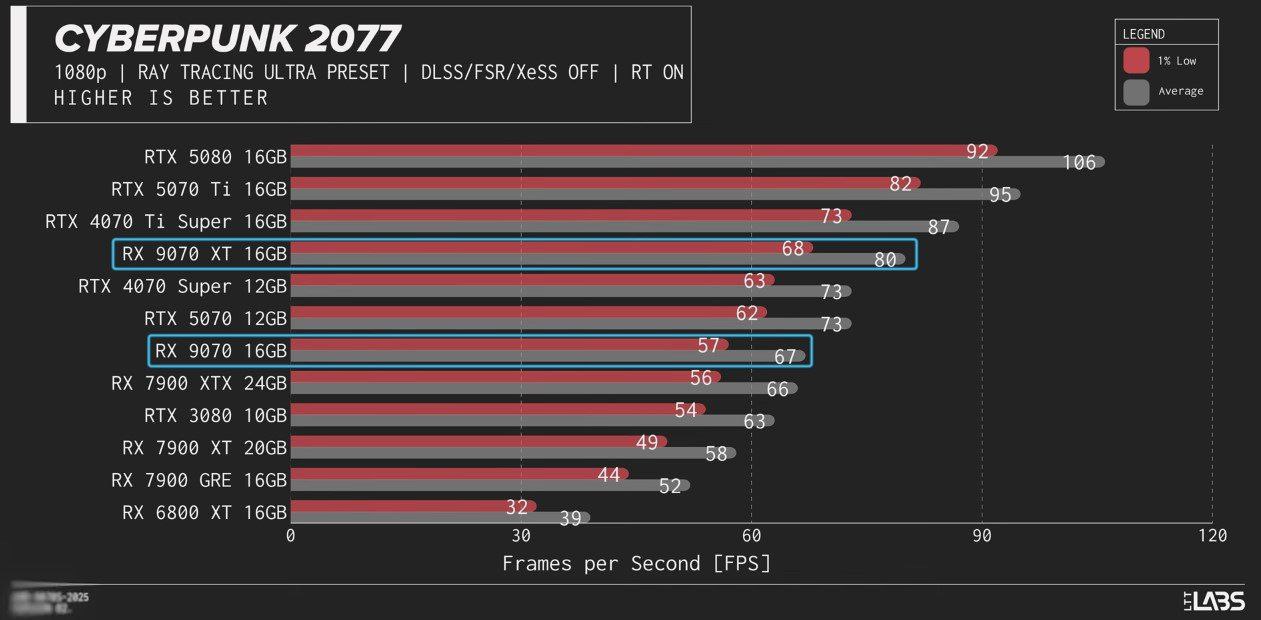 CYBERPUNK 2077
1080p | RAY TRACING ULTRA PRESET | DLSS/FSR/XeSS OFF | RT ON
HIGHER IS BETTER
LEGEND
1% Low
Average
RTX 5080 16GB 92 106
RTX 5070 Ti 16GB 82 95
RTX 4070 Ti Super 16GB 73 87
RX 9070 XT 16GB 68 80
RTX 4070 Super 12GB 63 73
RTX 5070 12GB 62 73
RX 9070 16GB 57 67
RX 7900 XTX 24GB 56 66
RTX 3080 10GB 54 63
RX 7900 XT 20GB 49 58
RX 7900 GRE 16GB 44 52
RX 6800 XT 16GB 32 39
0 30 60 90 120
Frames per Second [FPS]
LTT LABS